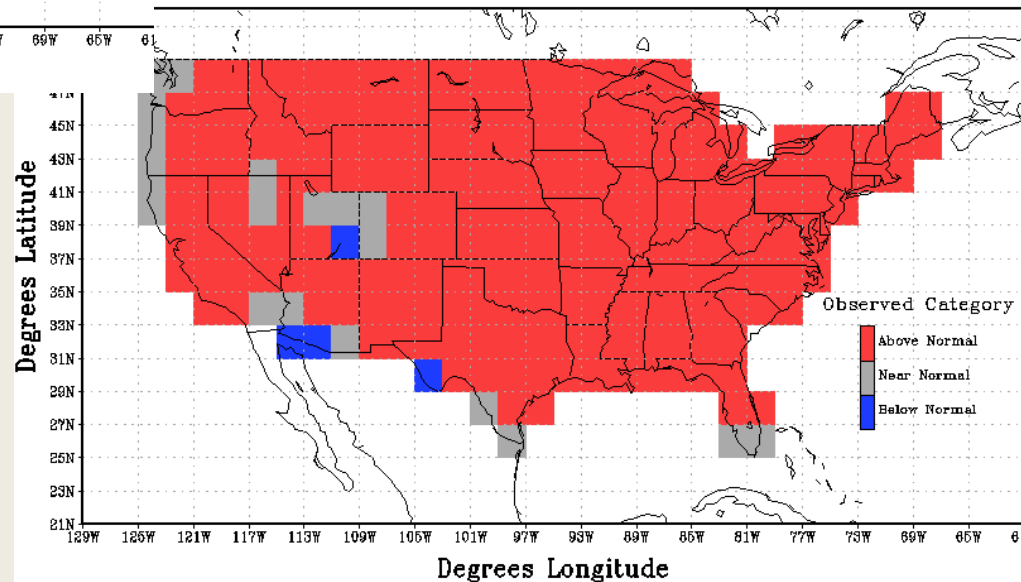 69W 65W 61
45N
43N
41N
39N
37N
35N
33N
31N
29N
27N
25N
23N
21N
Degrees Latitude
Observed Category
Above Normal
Near Normal
Below Normal
129W 125W 121W 117W 113W 109W 105W 101W 97W 93W 89W 85W 81W 77W 73W 69W 65W 6
Degrees Longitude